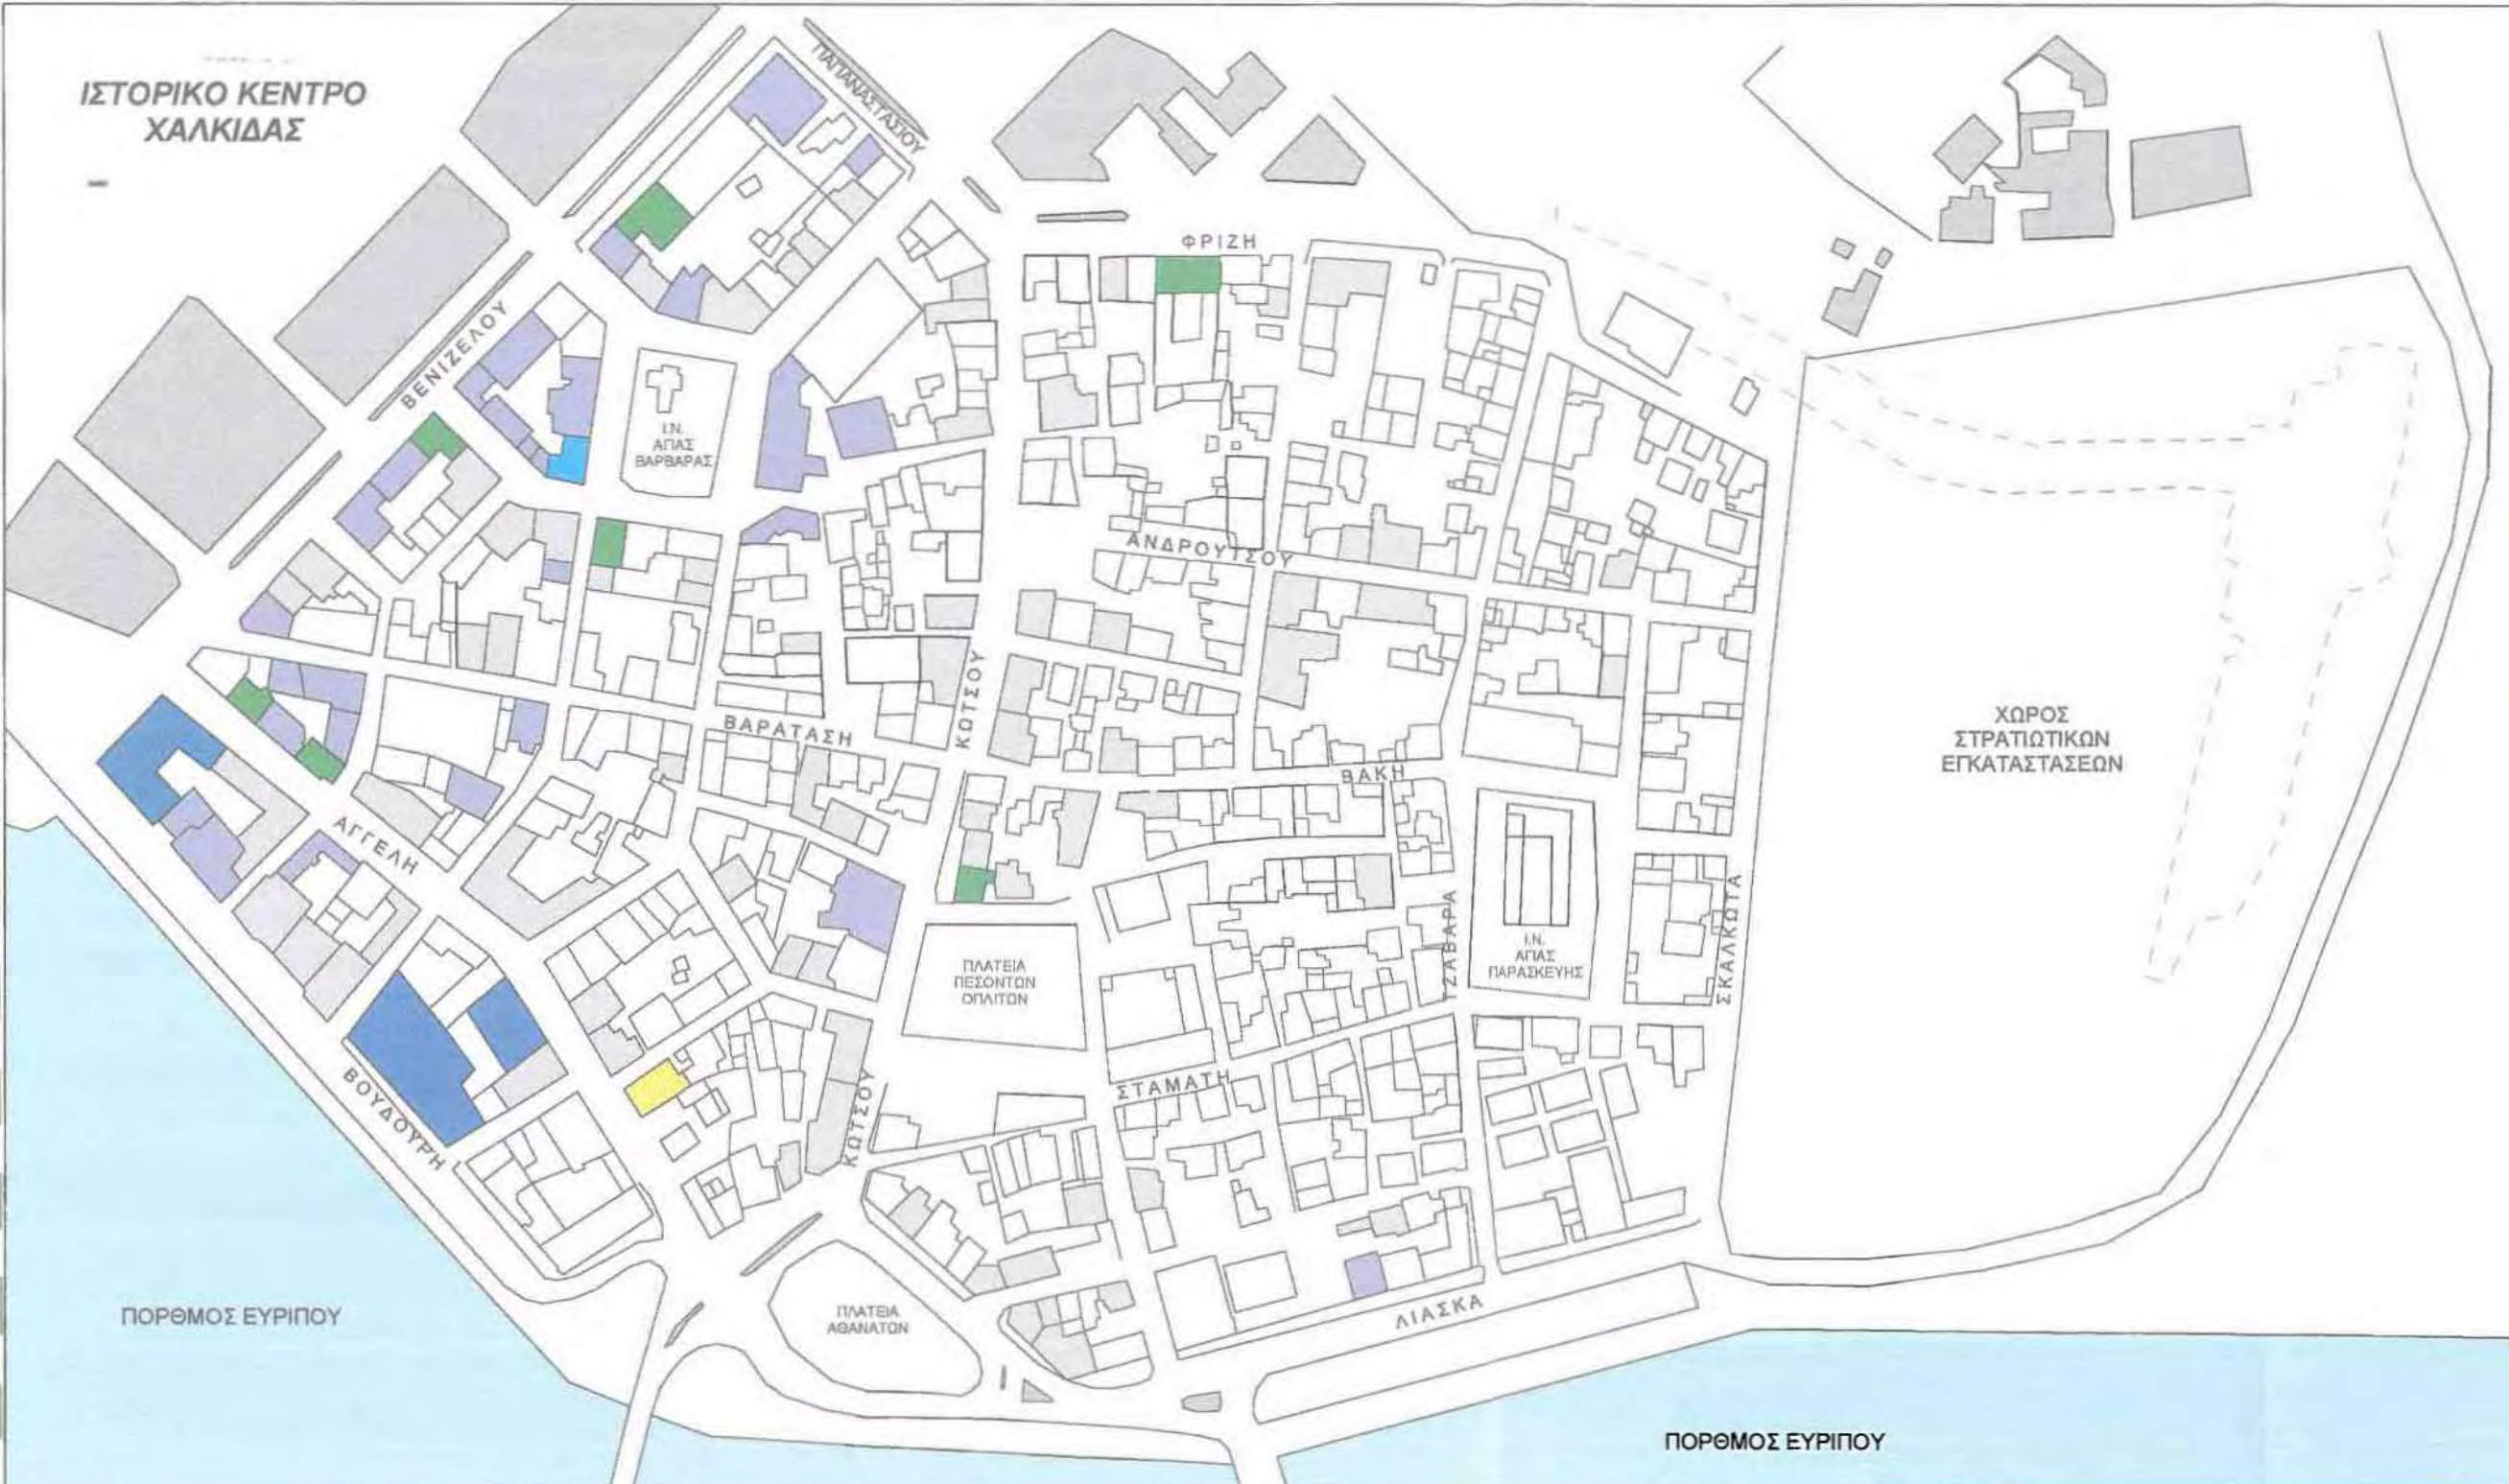 ΙΣΤΟΡΙΚΟ ΚΕΝΤΡΟ
ΧΑΛΚΙΔΑΣ
ΠΑΠΑΝΑΣΤΑΣΙΟΥ
ΦΡΙΖΗ
ΒΕΝΙΖΕΛΟΥ
Ι.Ν.
ΑΓΙΑΣ
ΒΑΡΒΑΡΑΣ
ΑΝΔΡΟΥΤΣΟΥ
ΚΩΤΣΟΥ
ΒΑΡΑΤΑΣΗ
ΒΑΚΗ
ΧΩΡΟΣ
ΣΤΡΑΤΙΩΤΙΚΩΝ
ΕΓΚΑΤΑΣΤΑΣΕΩΝ
ΑΓΓΕΛΗ
ΤΖΑΒΑΡΑ
ΣΚΑΛΚΩΤΑ
Ι.Ν.
ΑΓΙΑΣ
ΠΑΡΑΣΚΕΥΗΣ
ΠΛΑΤΕΙΑ
ΠΕΣΟΝΤΩΝ
ΟΠΛΙΤΩΝ
ΒΟΥΔΟΥΡΗ
ΚΩΤΣΟΥ
ΣΤΑΜΑΤΗ
ΠΟΡΘΜΟΣ ΕΥΡΙΠΟΥ
ΠΛΑΤΕΙΑ
ΑΘΑΝΑΤΩΝ
ΛΙΑΣΚΑ
ΠΟΡΘΜΟΣ ΕΥΡΙΠΟΥ